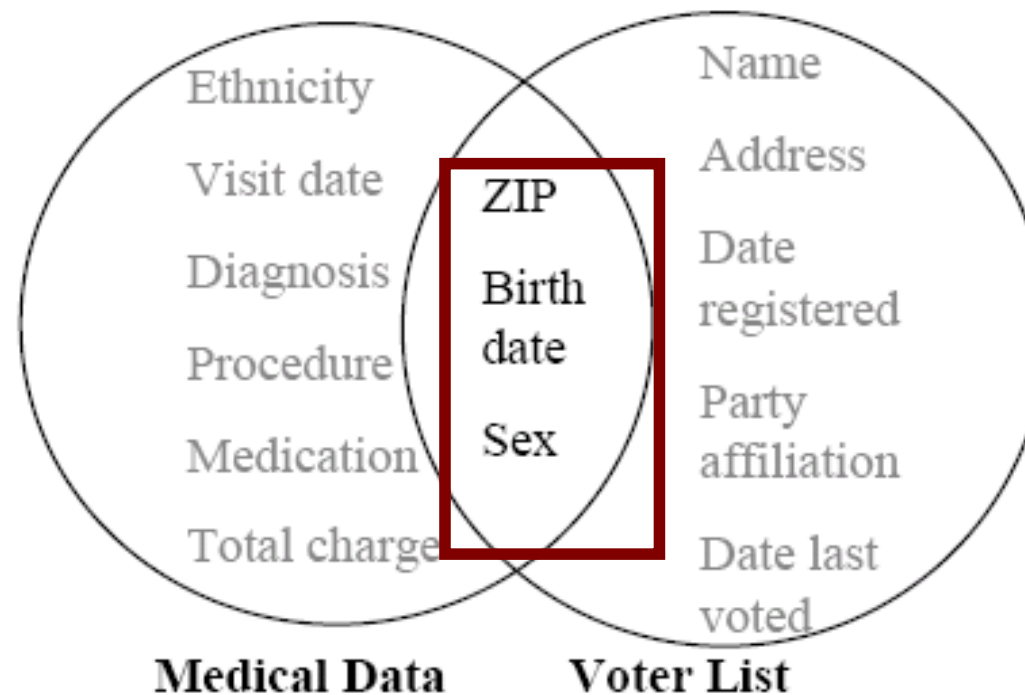 Ethnicity
Visit date
Diagnosis
Procedure
Medication
Total charge
ZIP
Birth
date
Sex
Name
Address
Date
registered
Party
affiliation
Date last
voted
Medical Data
Voter List